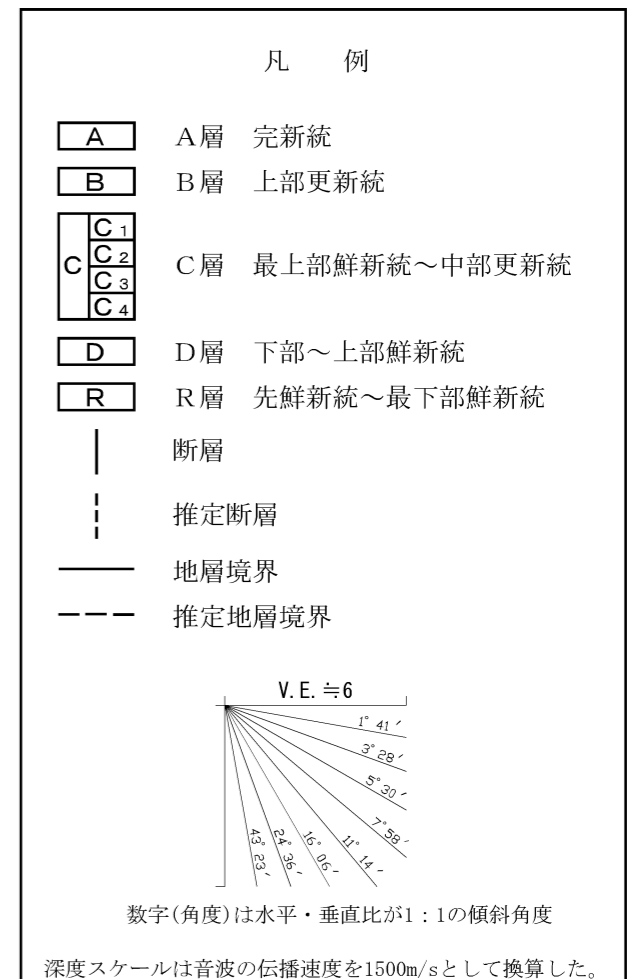 凡 例
A A層 完新統
B B層 上部更新統
C C1 C2 C3 C4 C層 最上部鮮新統～中部更新統
D D層 下部～上部鮮新統
R R層 先鮮新統～最下部鮮新統
断層
推定断層
地層境界
推定地層境界
V.E.≒6
1° 41′
3° 28′
5° 30′
7° 58′
11° 14′
16° 06′
24° 36′
43° 23′
数字(角度)は水平・垂直比が1：1の傾斜角度
深度スケールは音波の伝播速度を1500m/sとして換算した。